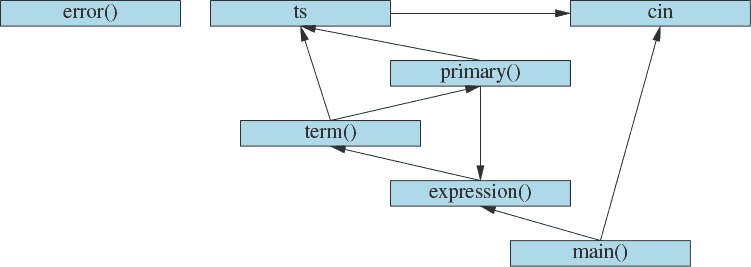 error()
ts
cin
primary()
term()
expression()
main()